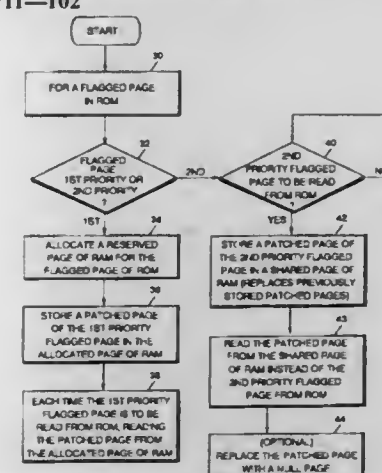 11—102
START
30
FOR A FLAGGED PAGE
IN ROM
32
FLAGGED
PAGE
1ST PRIORITY OR
2ND PRIORITY
?
2ND
1ST
34
ALLOCATE A RESERVED
PAGE OF RAM FOR THE
FLAGGED PAGE OF ROM
36
STORE A PATCHED PAGE
OF THE 1ST PRIORITY
FLAGGED PAGE IN THE
ALLOCATED PAGE OF RAM
38
EACH TIME THE 1ST PRIORITY
FLAGGED PAGE IS TO BE
READ FROM ROM, READING
THE PATCHED PAGE FROM
THE ALLOCATED PAGE OF RAM
40
2ND
PRIORITY FLAGGED
PAGE TO BE READ
FROM ROM
?
YES
42
STORE A PATCHED PAGE OF
THE 2ND PRIORITY FLAGGED
PAGE IN A SHARED PAGE OF
RAM (REPLACES PREVIOUSLY
STORED PATCHED PAGES)
43
READ THE PATCHED PAGE
FROM THE SHARED PAGE
OF RAM INSTEAD OF THE
2ND PRIORITY FLAGGED
PAGE FROM ROM
44
(OPTIONAL)
REPLACE THE PATCHED PAGE
WITH A NULL PAGE